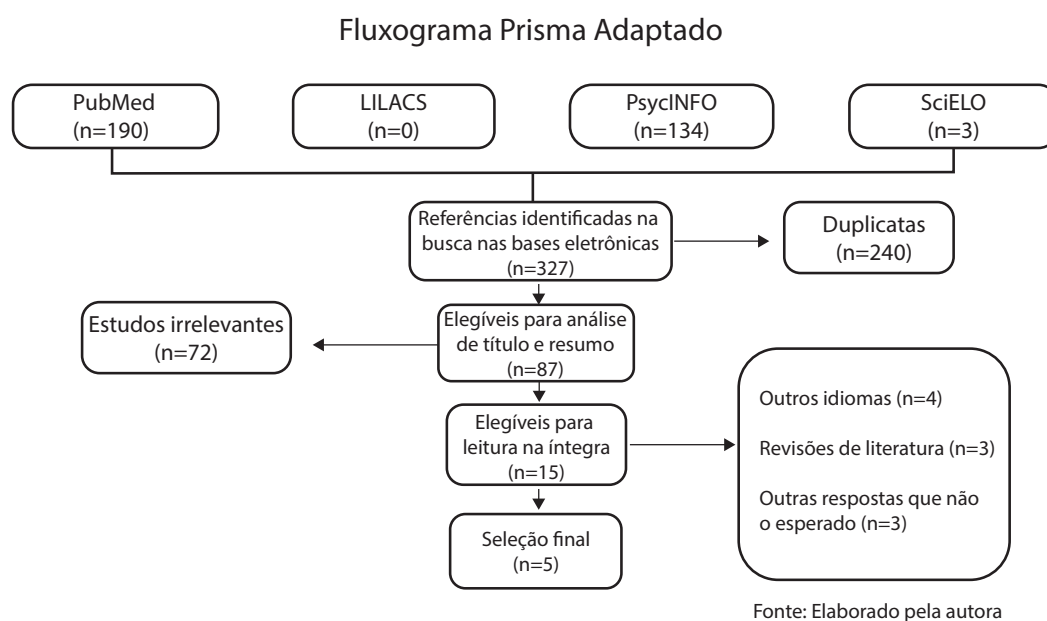 Fluxograma Prisma Adaptado
PubMed
(n=190)
LILACS
(n=0)
PsycINFO
(n=134)
SciELO
(n=3)
Referências identificadas na
busca nas bases eletrônicas
(n=327)
Duplicatas
(n=240)
Estudos irrelevantes
(n=72)
Elegíveis para análise
de título e resumo
(n=87)
Elegíveis para
leitura na íntegra
(n=15)
Outros idiomas (n=4)
Revisões de literatura (n=3)
Outras respostas que não
o esperado (n=3)
Seleção final
(n=5)
Fonte: Elaborado pela autora